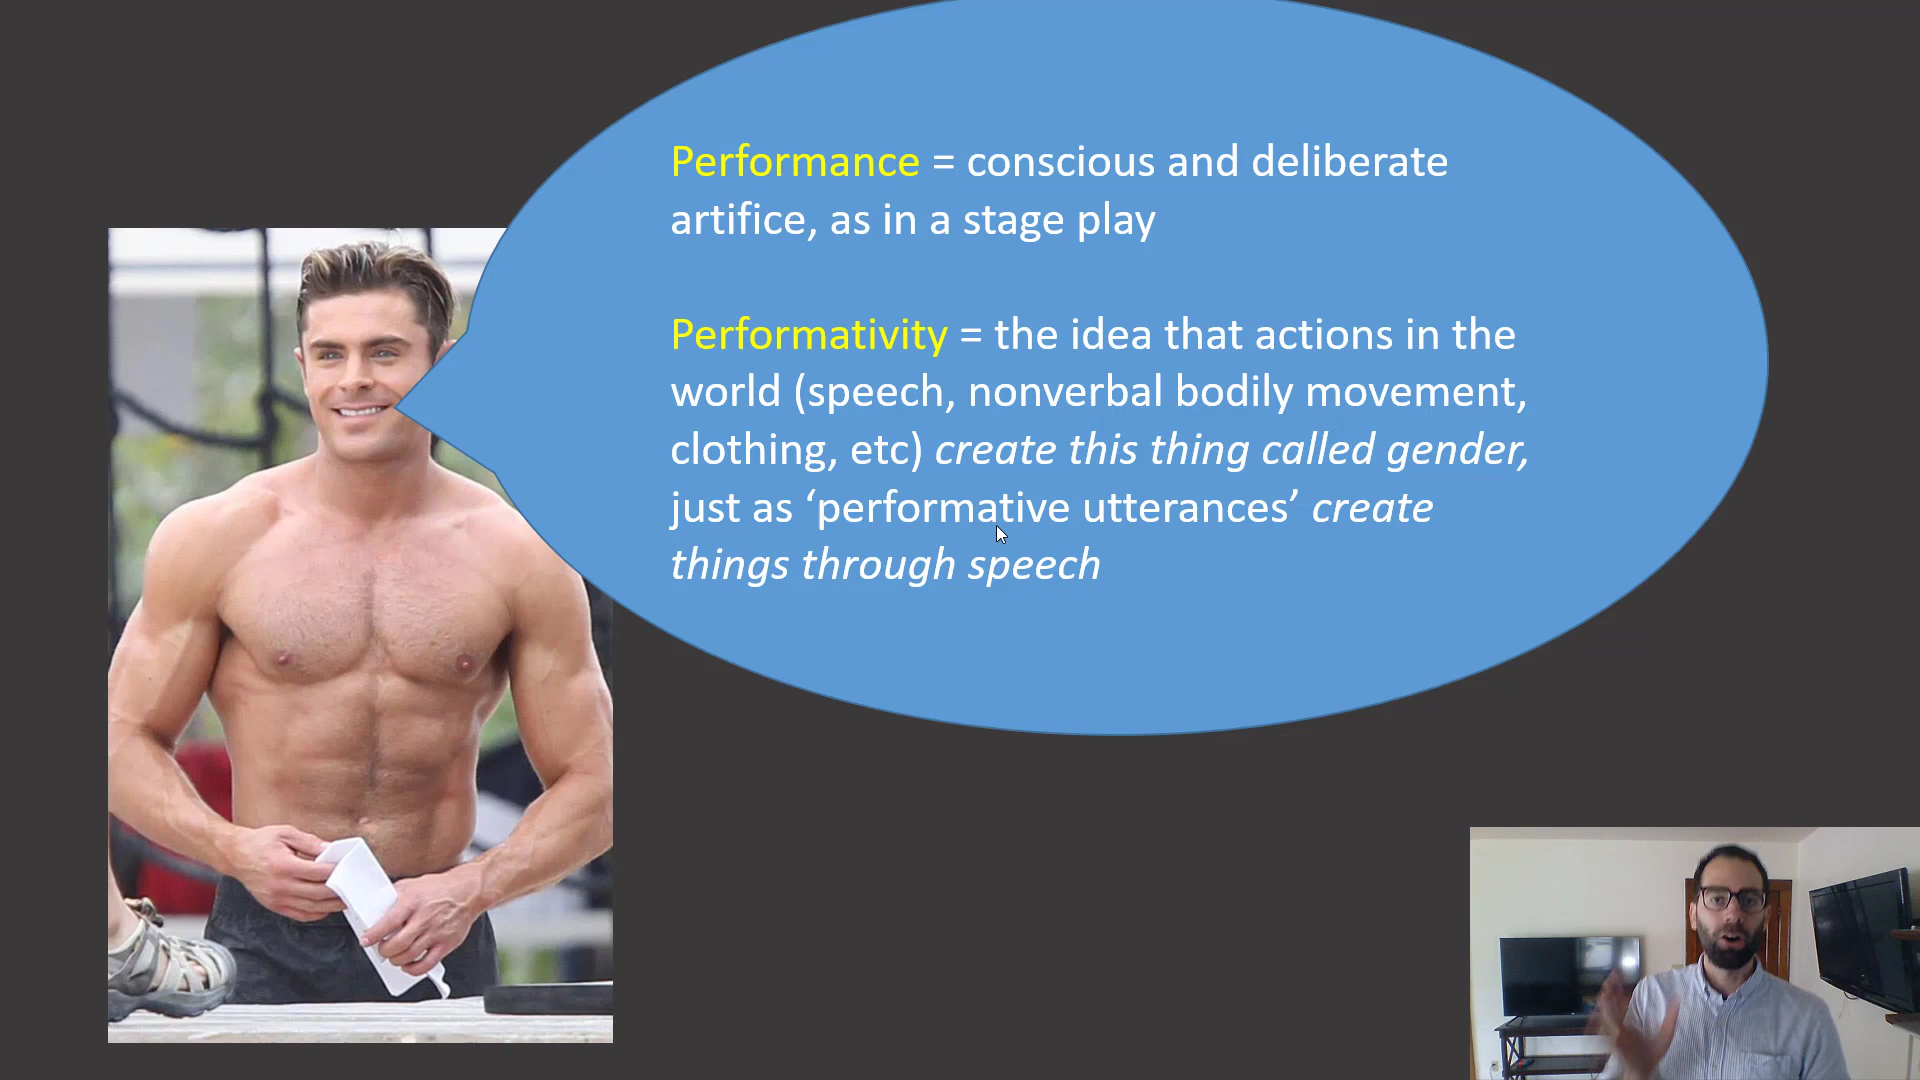 Performance = conscious and deliberate
artifice, as in a stage play
Performativity = the idea that actions in the
world (speech, nonverbal bodily movement,
clothing, etc) create this thing called gender,
just as ‘performative utterances’ create
things through speech